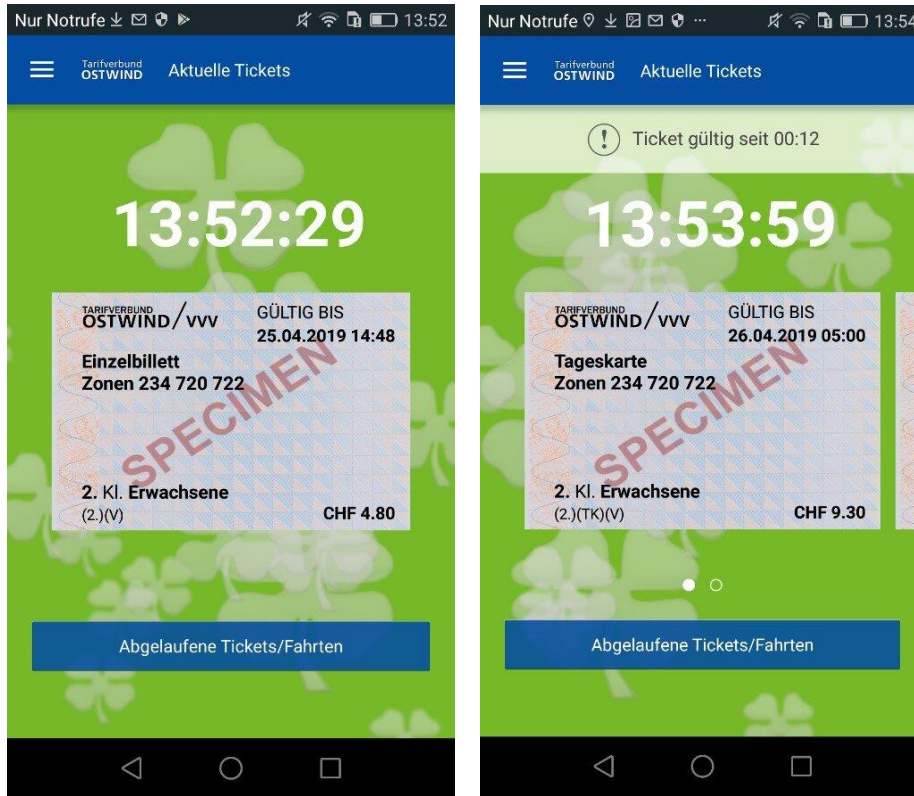 Nur Notrufe 13:52
Tarifverbund
OSTWIND
Aktuelle Tickets
13:52:29
TARIFVERBUND
OSTWIND/VVV
GÜLTIG BIS
25.04.2019 14:48
Einzelbillett
Zonen 234 720 722
SPECIMEN
2. Kl. Erwachsene
(2.)(V)
CHF 4.80
Abgelaufene Tickets/Fahrten
Nur Notrufe ... 13:54
Tarifverbund
OSTWIND
Aktuelle Tickets
! Ticket gültig seit 00:12
13:53:59
TARIFVERBUND
OSTWIND/VVV
GÜLTIG BIS
26.04.2019 05:00
Tageskarte
Zonen 234 720 722
SPECIMEN
2. Kl. Erwachsene
(2.)(TK)(V)
CHF 9.30
Abgelaufene Tickets/Fahrten